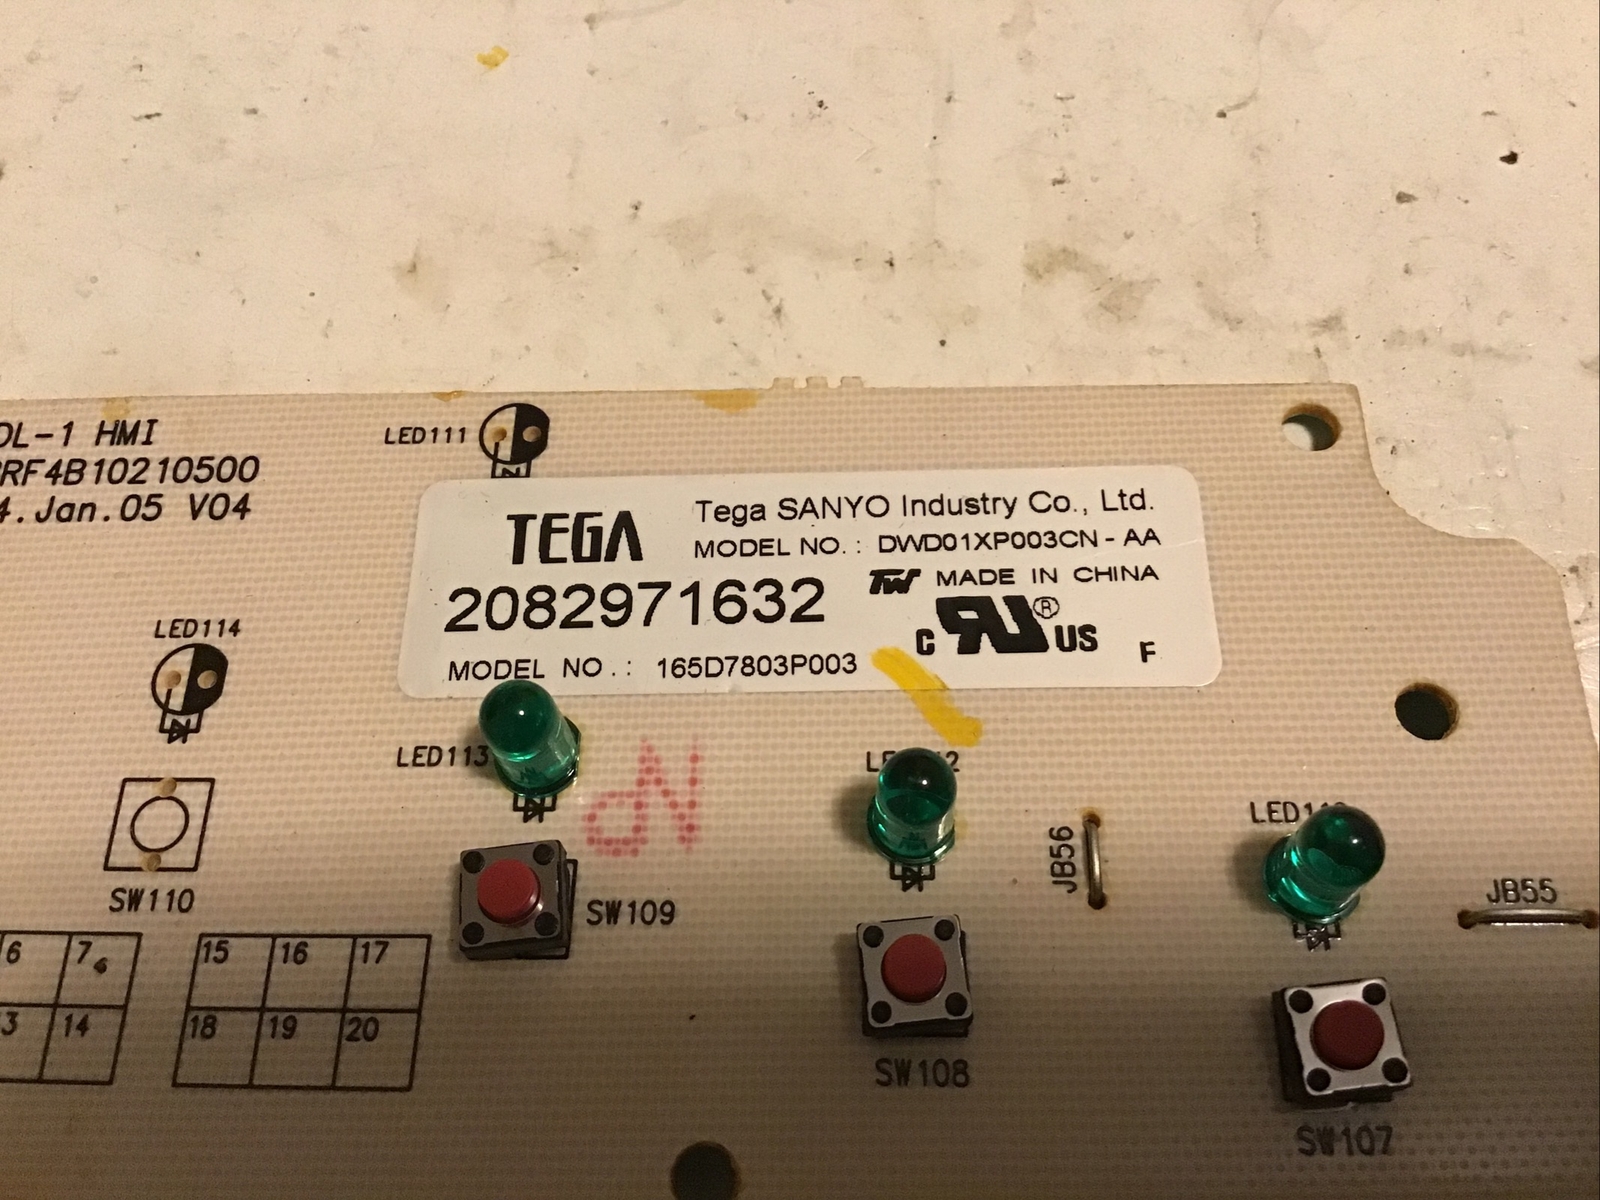 DL-1 HMI
RF4B10210500
4.Jan.05 V04
LED111
TEGA
Tega SANYO Industry Co., Ltd.
MODEL NO. : DWD01XP003CN - AA
2082971632
TW MADE IN CHINA
C RU® US
F
MODEL NO. : 165D7803P003
LED114
LED113
JB56
JB55
SW110
SW109
SW108
SW107
6 7
3 14
15 16 17
18 19 20